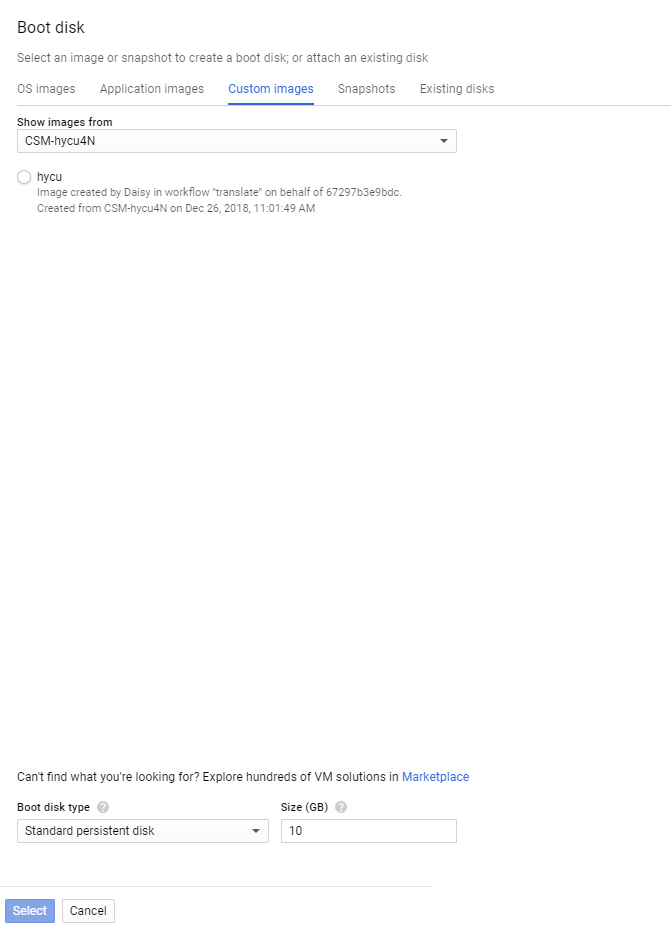 Boot disk
Select an image or snapshot to create a boot disk; or attach an existing disk
OS images Application images Custom images Snapshots Existing disks
Show images from
CSM-hycu4N
hycu
Image created by Daisy in workflow "translate" on behalf of 67297b3e9bdc.
Created from CSM-hycu4N on Dec 26, 2018, 11:01:49 AM
Can't find what you're looking for? Explore hundreds of VM solutions in Marketplace
Boot disk type ? Size (GB) ?
Standard persistent disk 10
Select Cancel